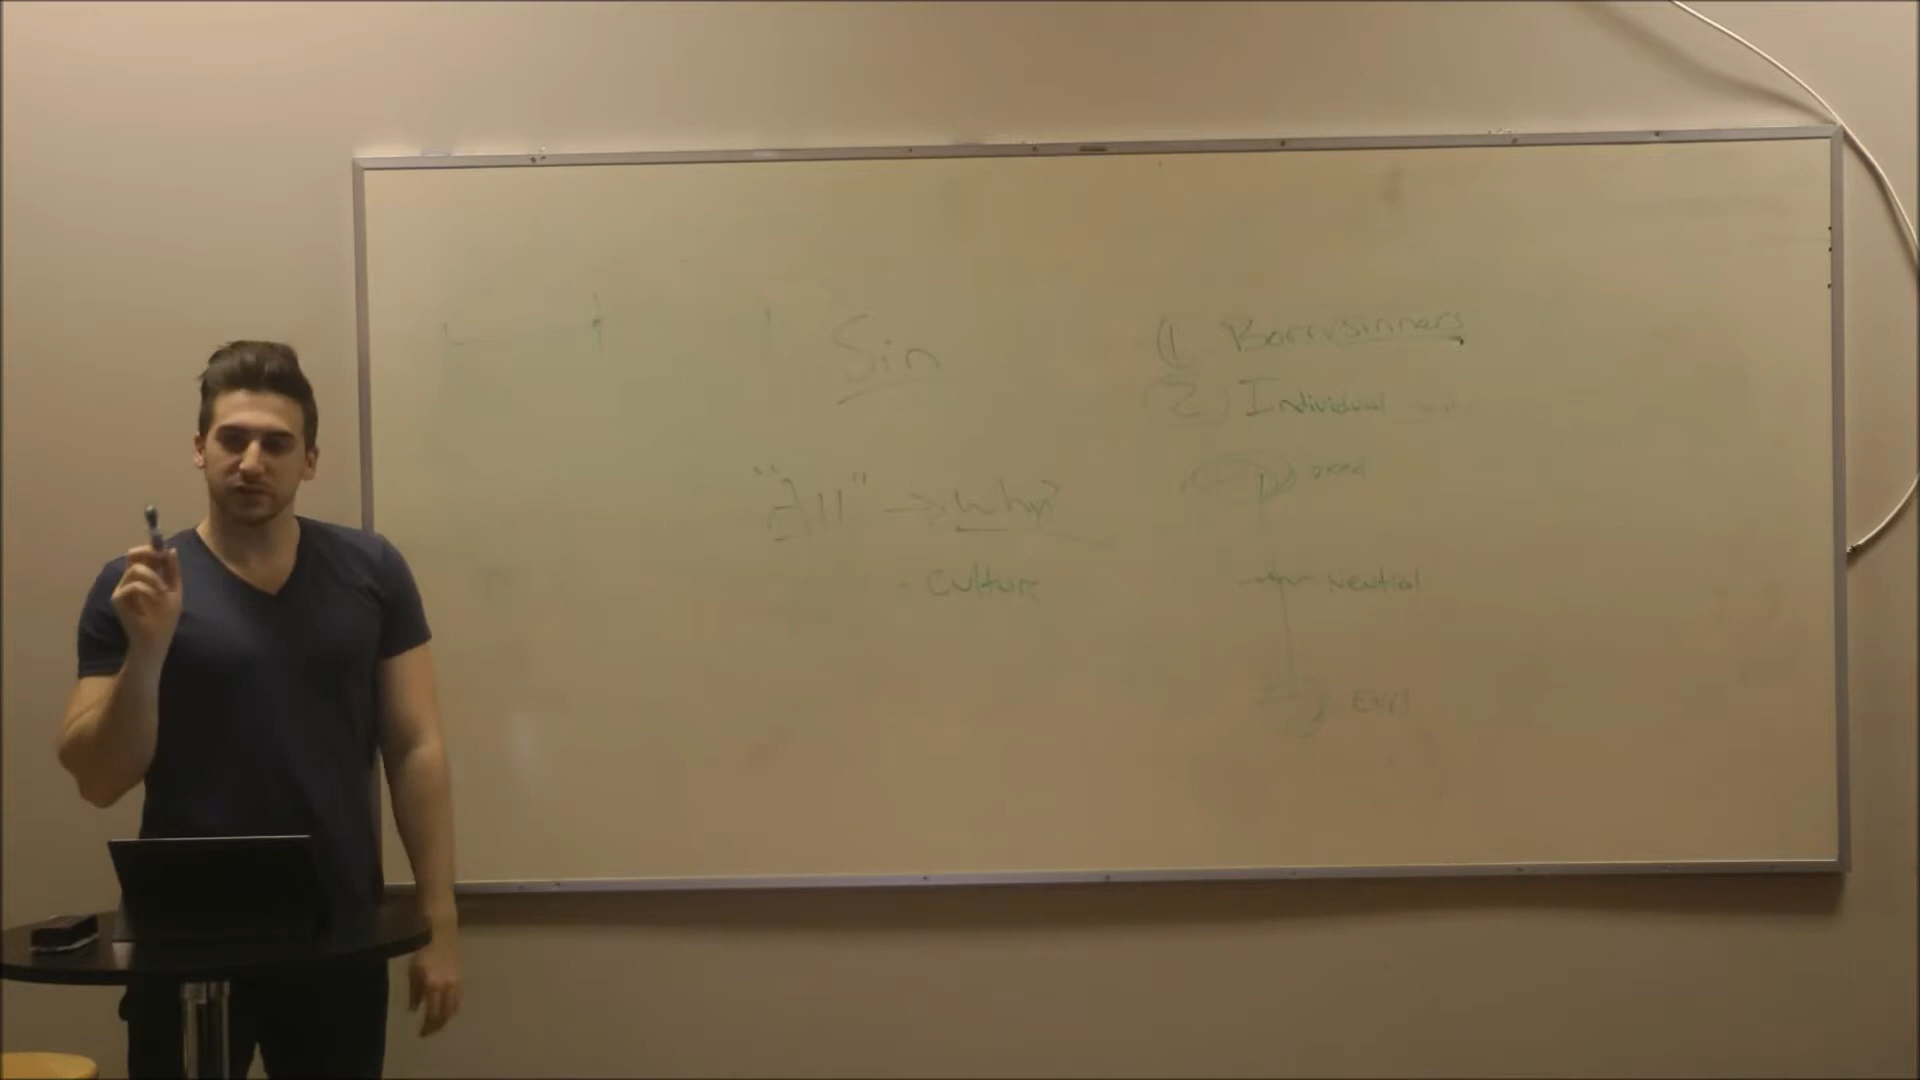 Sin
"All" → Why?
- Culture
(1 Born sinners
(2) Individual
Good
Neutral
Evil